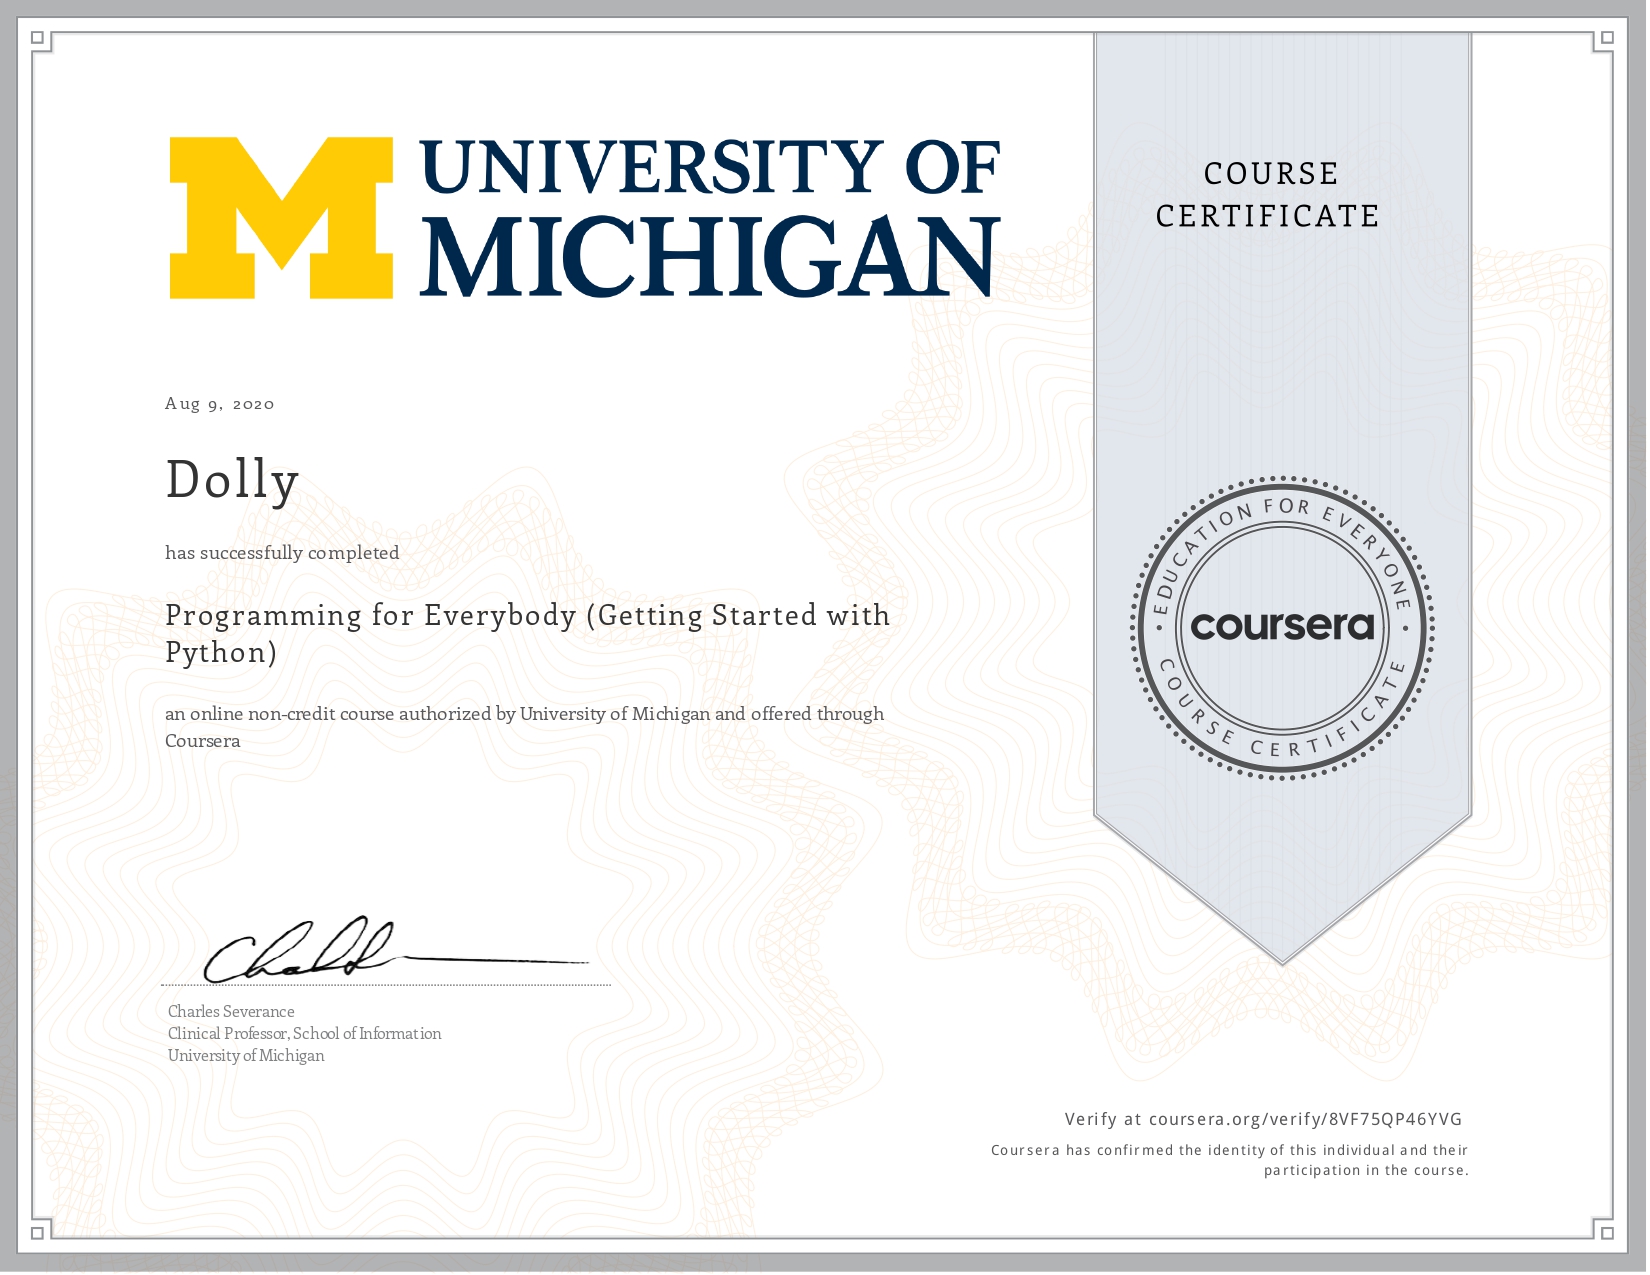 UNIVERSITY OF
MICHIGAN
COURSE
CERTIFICATE
Aug 9, 2020
Dolly
has successfully completed
Programming for Everybody (Getting Started with
Python)
an online non-credit course authorized by University of Michigan and offered through
Coursera
EDUCATION FOR EVERYONE
coursera
COURSE CERTIFICATE
Charles Severance
Clinical Professor, School of Information
University of Michigan
Verify at coursera.org/verify/8VF75QP46YVG
Coursera has confirmed the identity of this individual and their
participation in the course.